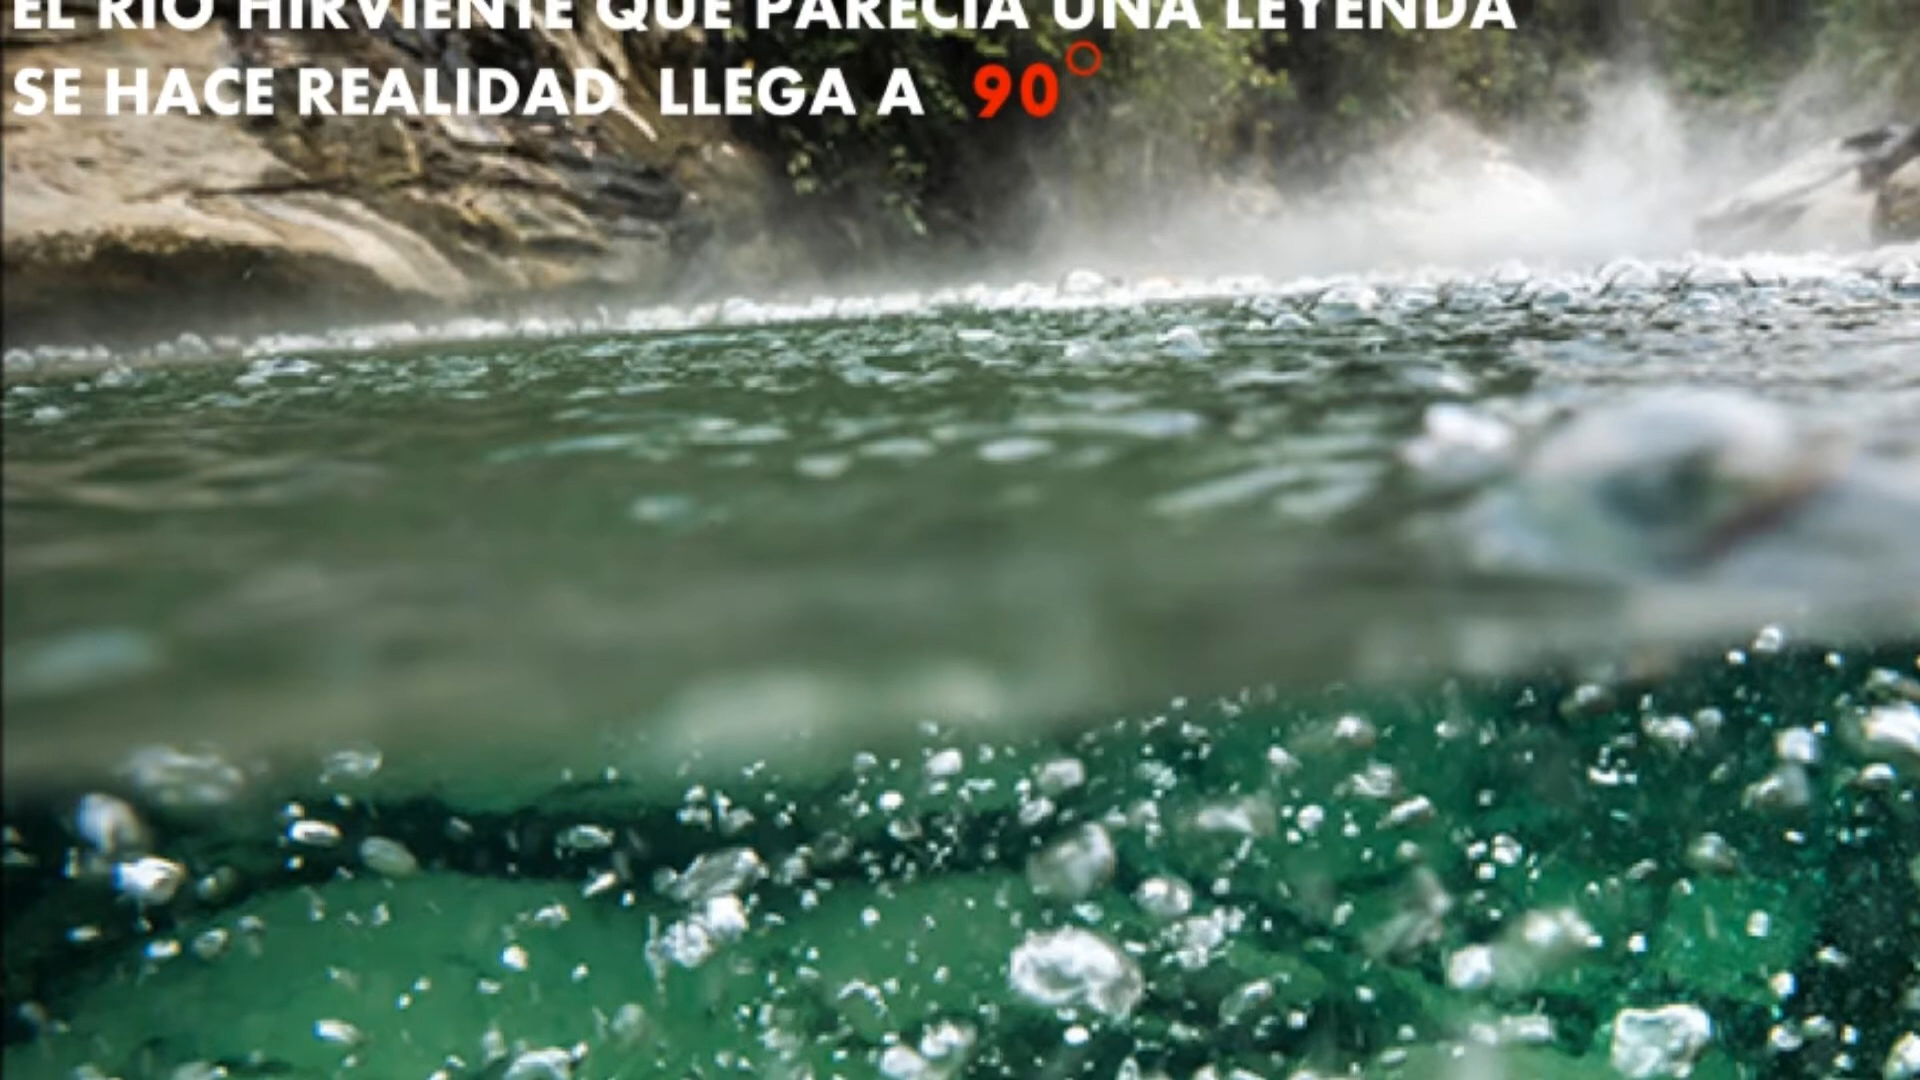 EL RIO HIRVIENTE QUE PARECIA UNA LEYENDA
SE HACE REALIDAD LLEGA A 90°